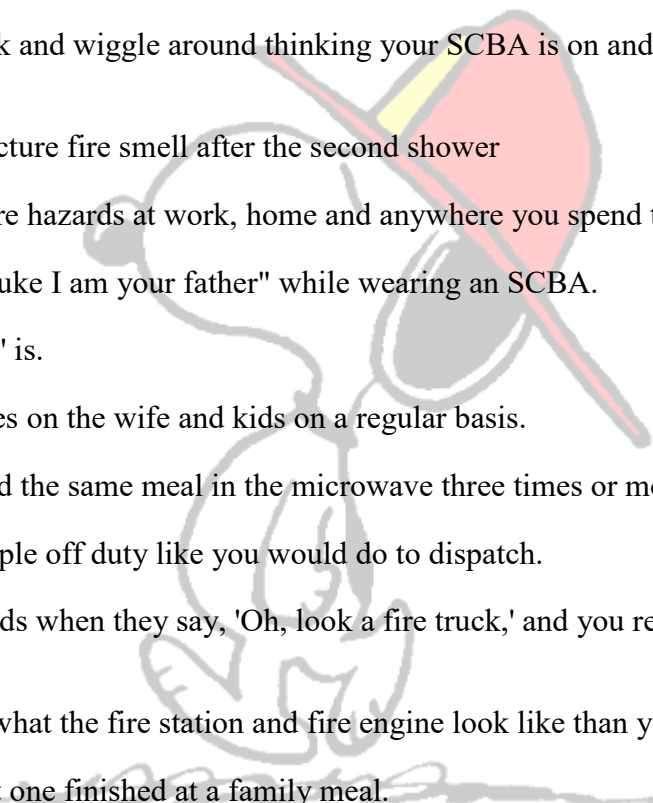 k and wiggle around thinking your SCBA is on and
cture fire smell after the second shower
re hazards at work, home and anywhere you spend t
uke I am your father" while wearing an SCBA.
' is.
es on the wife and kids on a regular basis.
d the same meal in the microwave three times or mo
ple off duty like you would do to dispatch.
ds when they say, 'Oh, look a fire truck,' and you re
what the fire station and fire engine look like than y
t one finished at a family meal.